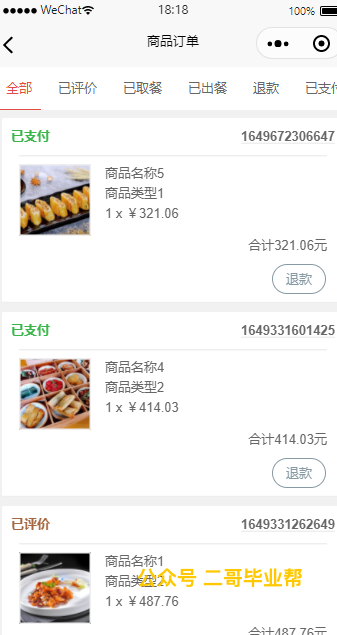 WeChat 18:18 100%
商品订单
全部 已评价 已取餐 已出餐 退款 已支
已支付 1649672306647
商品名称5
商品类型1
1 x ￥321.06
合计321.06元
退款
已支付 1649331601425
商品名称4
商品类型2
1 x ￥414.03
合计414.03元
退款
已评价 1649331262649
商品名称1
商品类型2
公众号 二哥毕业帮
1 x ￥487.76
合计487.76元